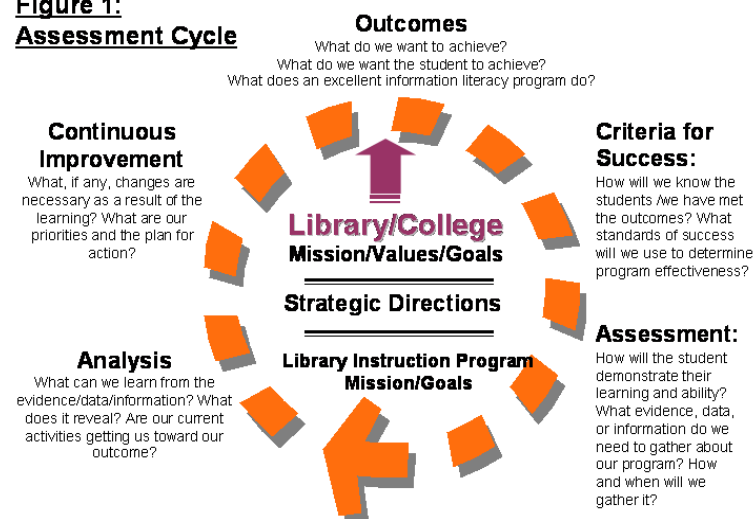 Figure 1:
Assessment Cycle
Outcomes
What do we want to achieve?
What do we want the student to achieve?
What does an excellent information literacy program do?
Criteria for
Success:
How will we know the
students /we have met
the outcomes? What
standards of success
will we use to determine
program effectiveness?
Assessment:
How will the student
demonstrate their
learning and ability?
What evidence, data,
or information do we
need to gather about
our program? How
and when will we
gather it?
Analysis
What can we learn from the
evidence/data/information? What
does it reveal? Are our current
activities getting us toward our
outcome?
Continuous
Improvement
What, if any, changes are
necessary as a result of the
learning? What are our
priorities and the plan for
action?
Library/College
Mission/Values/Goals
Strategic Directions
Library Instruction Program
Mission/Goals